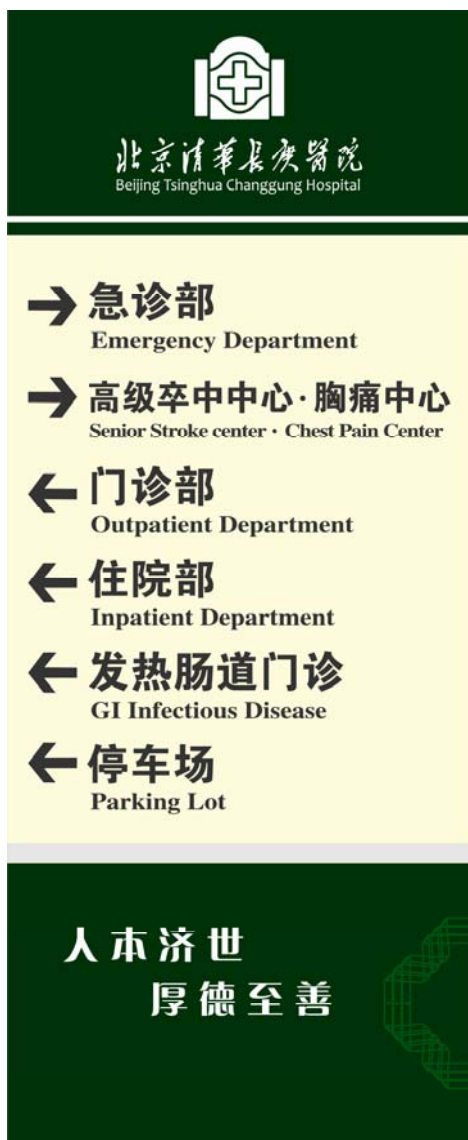 北京清華長庚醫院
Beijing Tsinghua Changgung Hospital
急诊部
Emergency Department
高级卒中中心·胸痛中心
Senior Stroke center · Chest Pain Center
门诊部
Outpatient Department
住院部
Inpatient Department
发热肠道门诊
GI Infectious Disease
停车场
Parking Lot
人本济世
厚德至善